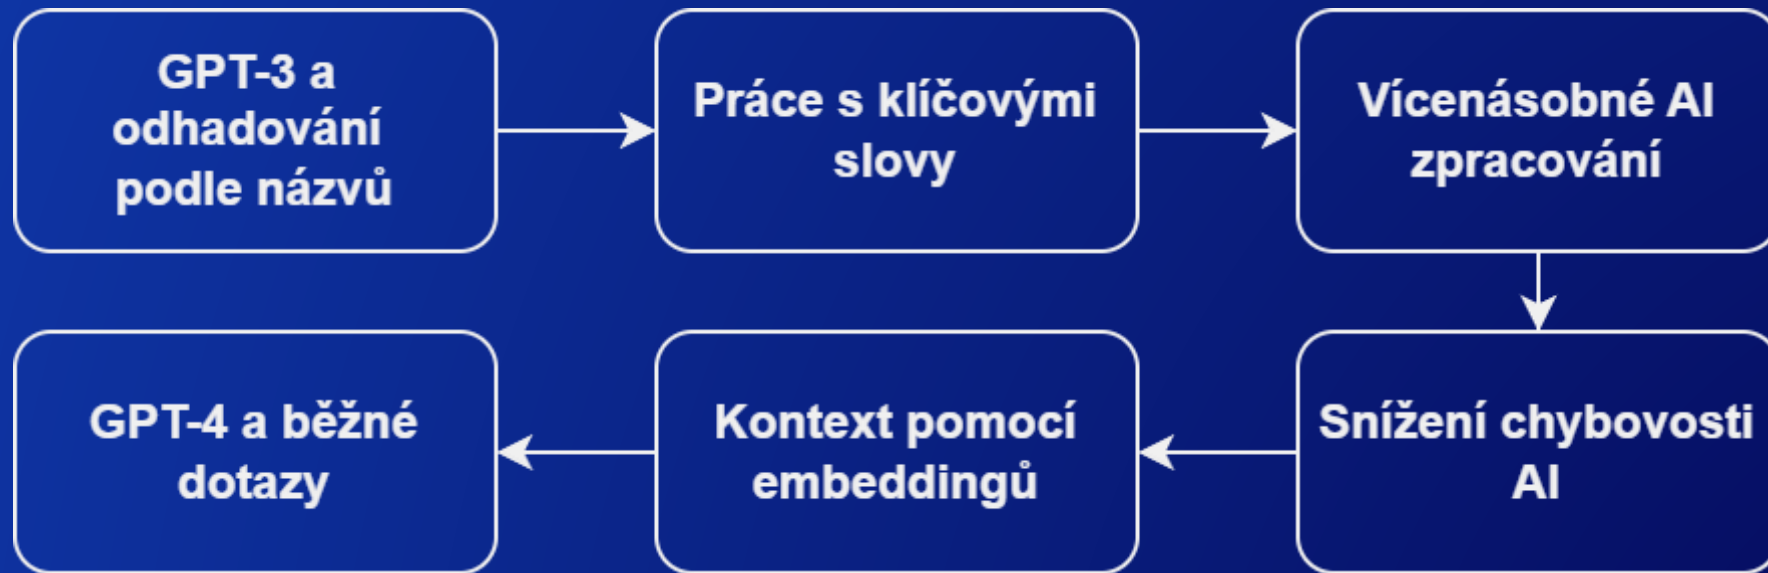 GPT-3 a
odhadování
podle názvů
Práce s klíčovými
slovy
Vícenásobné AI
zpracování
Snížení chybovosti
AI
Kontext pomocí
embeddingů
GPT-4 a běžné
dotazy